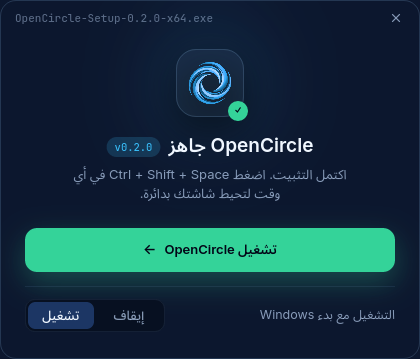 OpenCircle-Setup-0.2.0-x64.exe
OpenCircle جاهز v0.2.0
اكتمل التثبيت. اضغط Ctrl + Shift + Space في أي
وقت لتحيط شاشتك بدائرة.
تشغيل OpenCircle ←
التشغيل مع بدء Windows
إيقاف
تشغيل